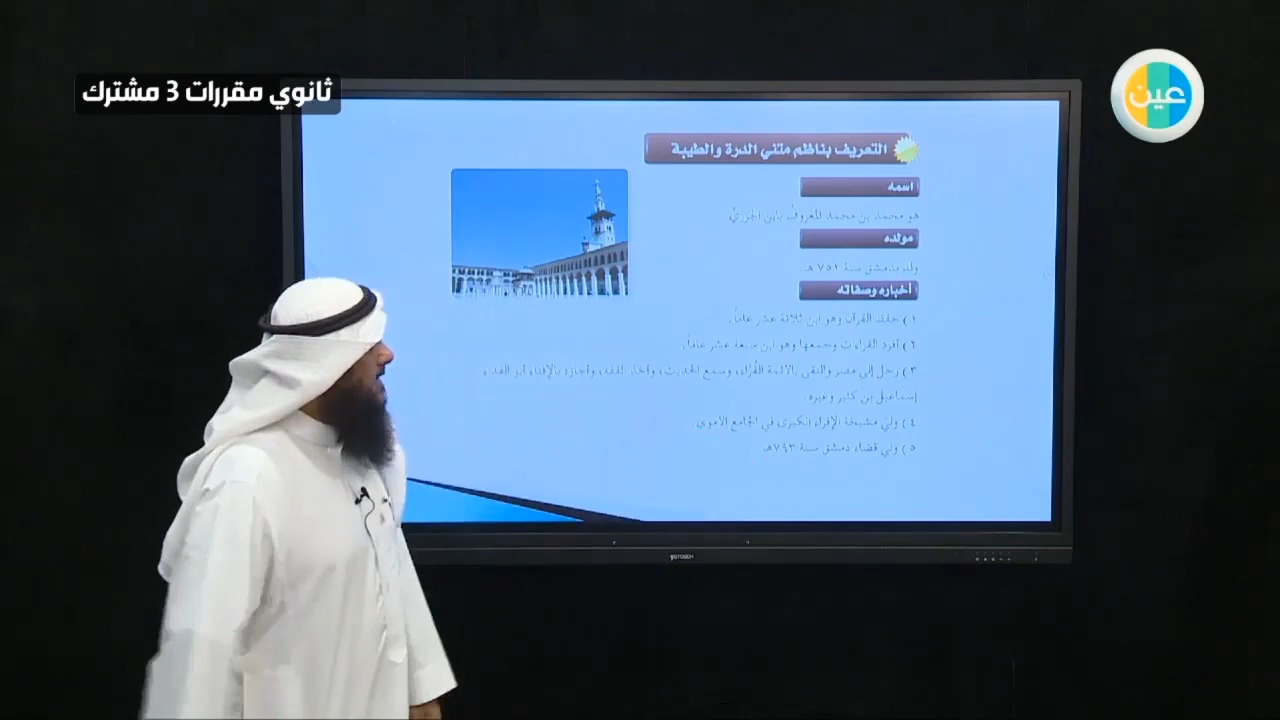 ثانوي مقررات 3 مشترك
عين
التعريف بناظم متني الدرة والطيبة
اسمه
هو محمد بن محمد المعروف بابن الجزريّ
مولده
ولد بدمشق سنة ٧٥١ هـ
أخباره وصفاته
١) حفظ القرآن وهو ابن ثلاثة عشر عاماً.
٢) أفرد القراءات وجمعها وهو ابن سبعة عشر عاماً.
٣) رحل إلى مصر والتقى بالأئمة القُرَّاء، وسمع الحديث، وأخذ الفقه، وأجازه بالإفتاء أبو الفداء
إسماعيل بن كثير وغيره.
٤) ولي مشيخة الإقراء الكبرى في الجامع الأموي.
٥) ولي قضاء دمشق سنة ٧٩٣هـ